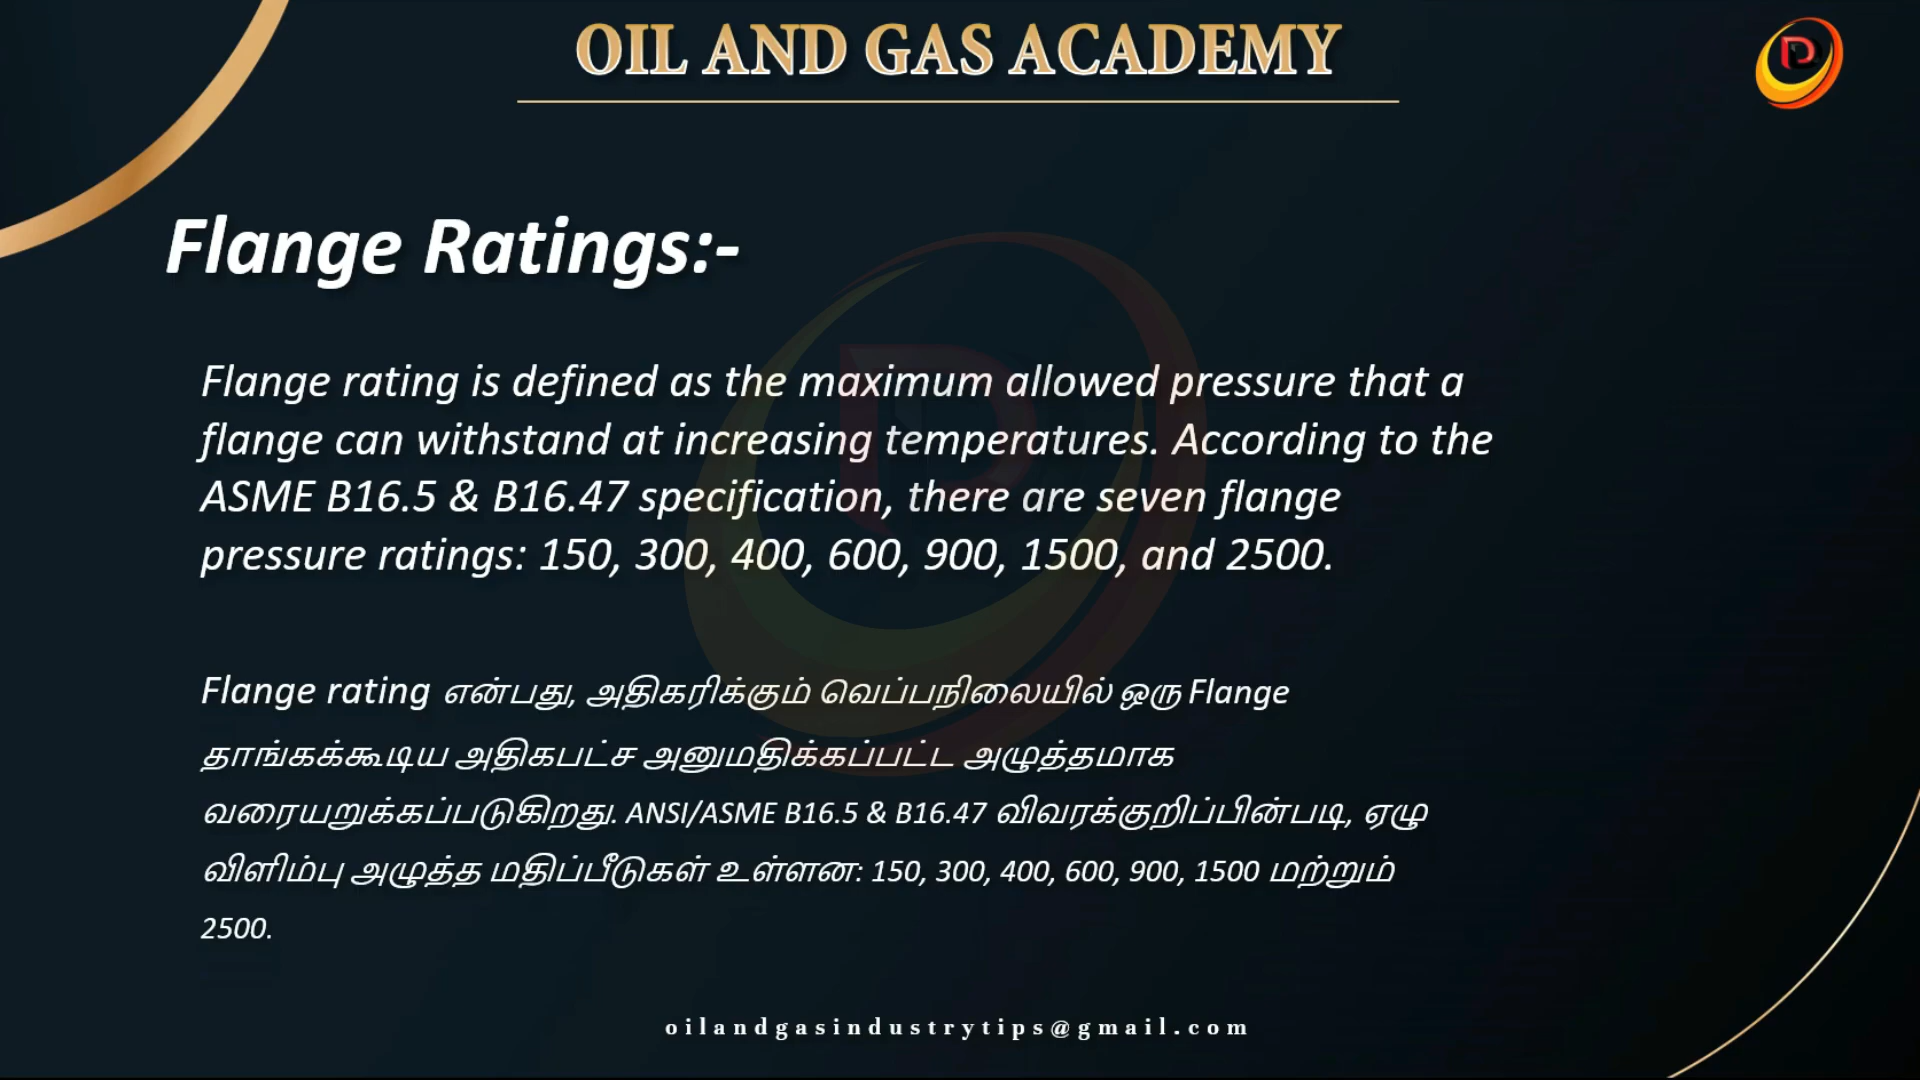 OIL AND GAS ACADEMY
Flange Ratings:-
Flange rating is defined as the maximum allowed pressure that a
flange can withstand at increasing temperatures. According to the
ASME B16.5 & B16.47 specification, there are seven flange
pressure ratings: 150, 300, 400, 600, 900, 1500, and 2500.
Flange rating என்பது, அதிகரிக்கும் வெப்பநிலையில் ஒரு Flange
தாங்கக்கூடிய அதிகபட்ச அனுமதிக்கப்பட்ட அழுத்தமாக
வரையறுக்கப்படுகிறது. ANSI/ASME B16.5 & B16.47 விவரக்குறிப்பின்படி, ஏழு
விளிம்பு அழுத்த மதிப்பீடுகள் உள்ளன: 150, 300, 400, 600, 900, 1500 மற்றும்
2500.
oilandgasindustrytips@gmail.com